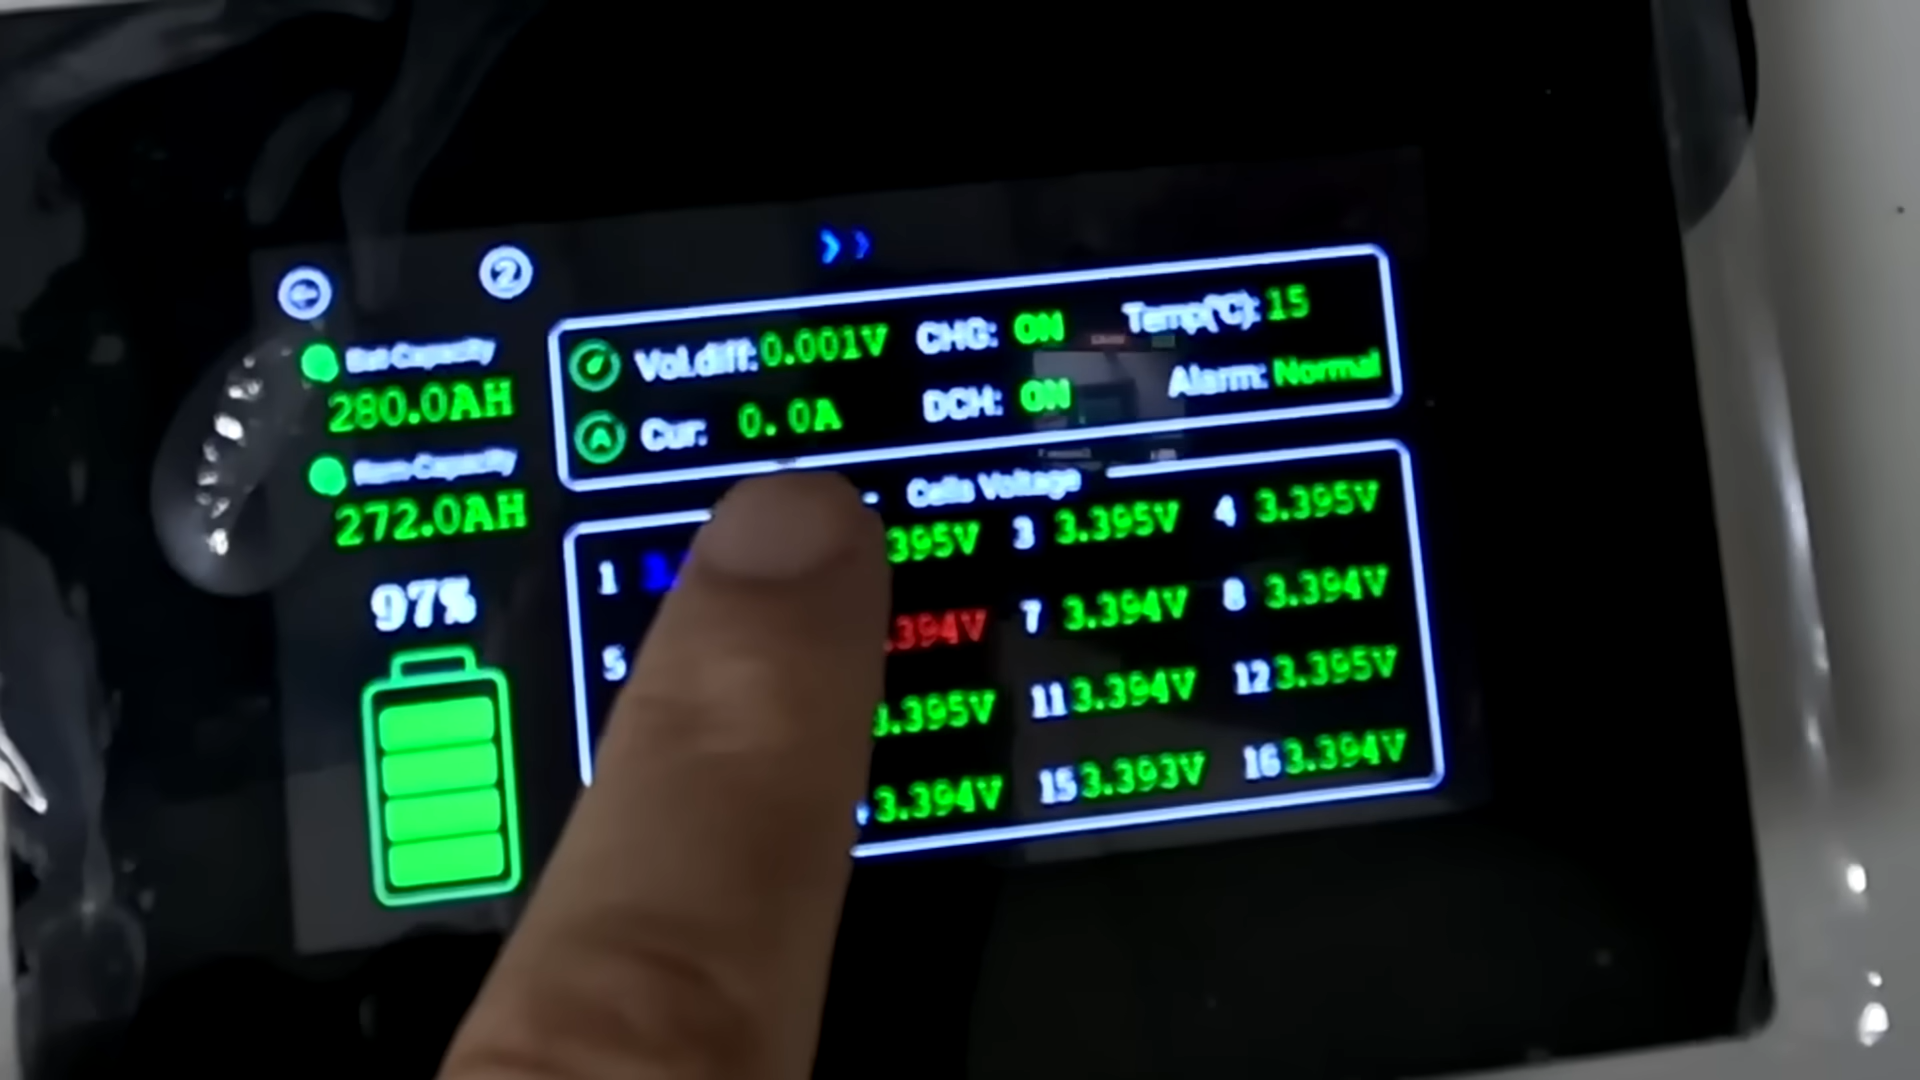 2
Bat Capacity
280.0AH
Rem Capacity
272.0AH
97%
Vol.diff: 0.001V CHG: ON Temp(°C): 15
Cur: 0.0A DCH: ON Alarm: Normal
Cells Voltage
1 395V 3 3.395V 4 3.395V
5 .394V 7 3.394V 8 3.394V
3.395V 11 3.394V 12 3.395V
3.394V 15 3.393V 16 3.394V